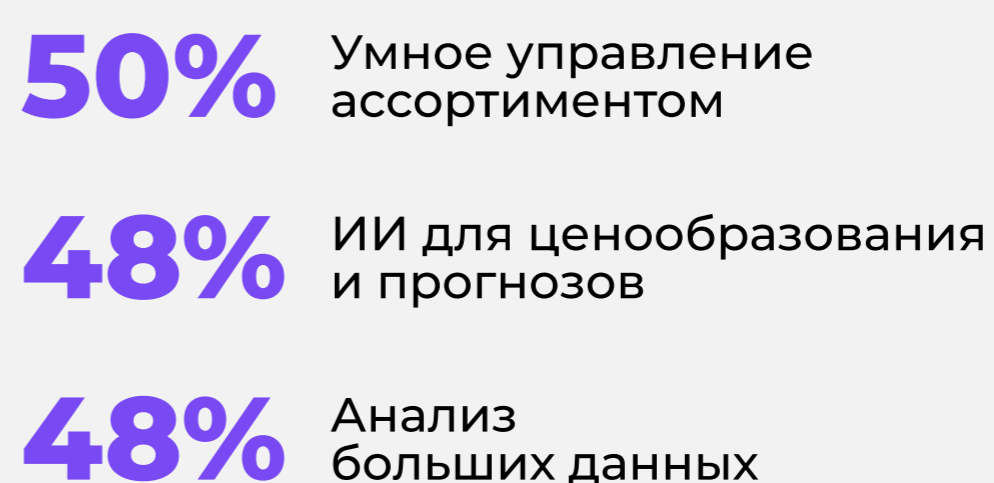 50%
Умное управление
ассортиментом
48%
ИИ для ценообразования
и прогнозов
48%
Анализ
больших данных